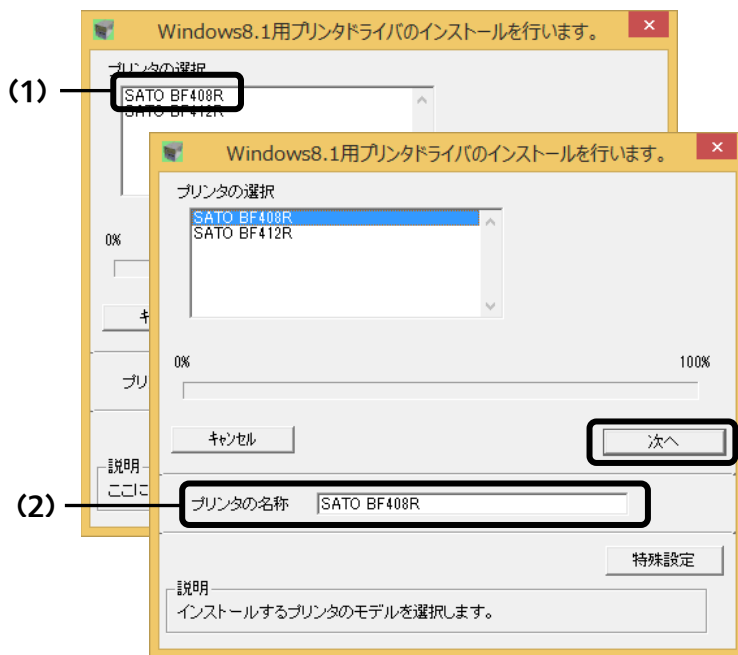 Windows8.1用プリンタドライバのインストールを行います。
プリンタの選択
(1)
SATO BF408R
SATO BF412R
0%
説明
Windows8.1用プリンタドライバのインストールを行います。
プリンタの選択
SATO BF408R
SATO BF412R
0%
100%
キャンセル
次へ
(2)
プリンタの名称
SATO BF408R
特殊設定
説明
インストールするプリンタのモデルを選択します。